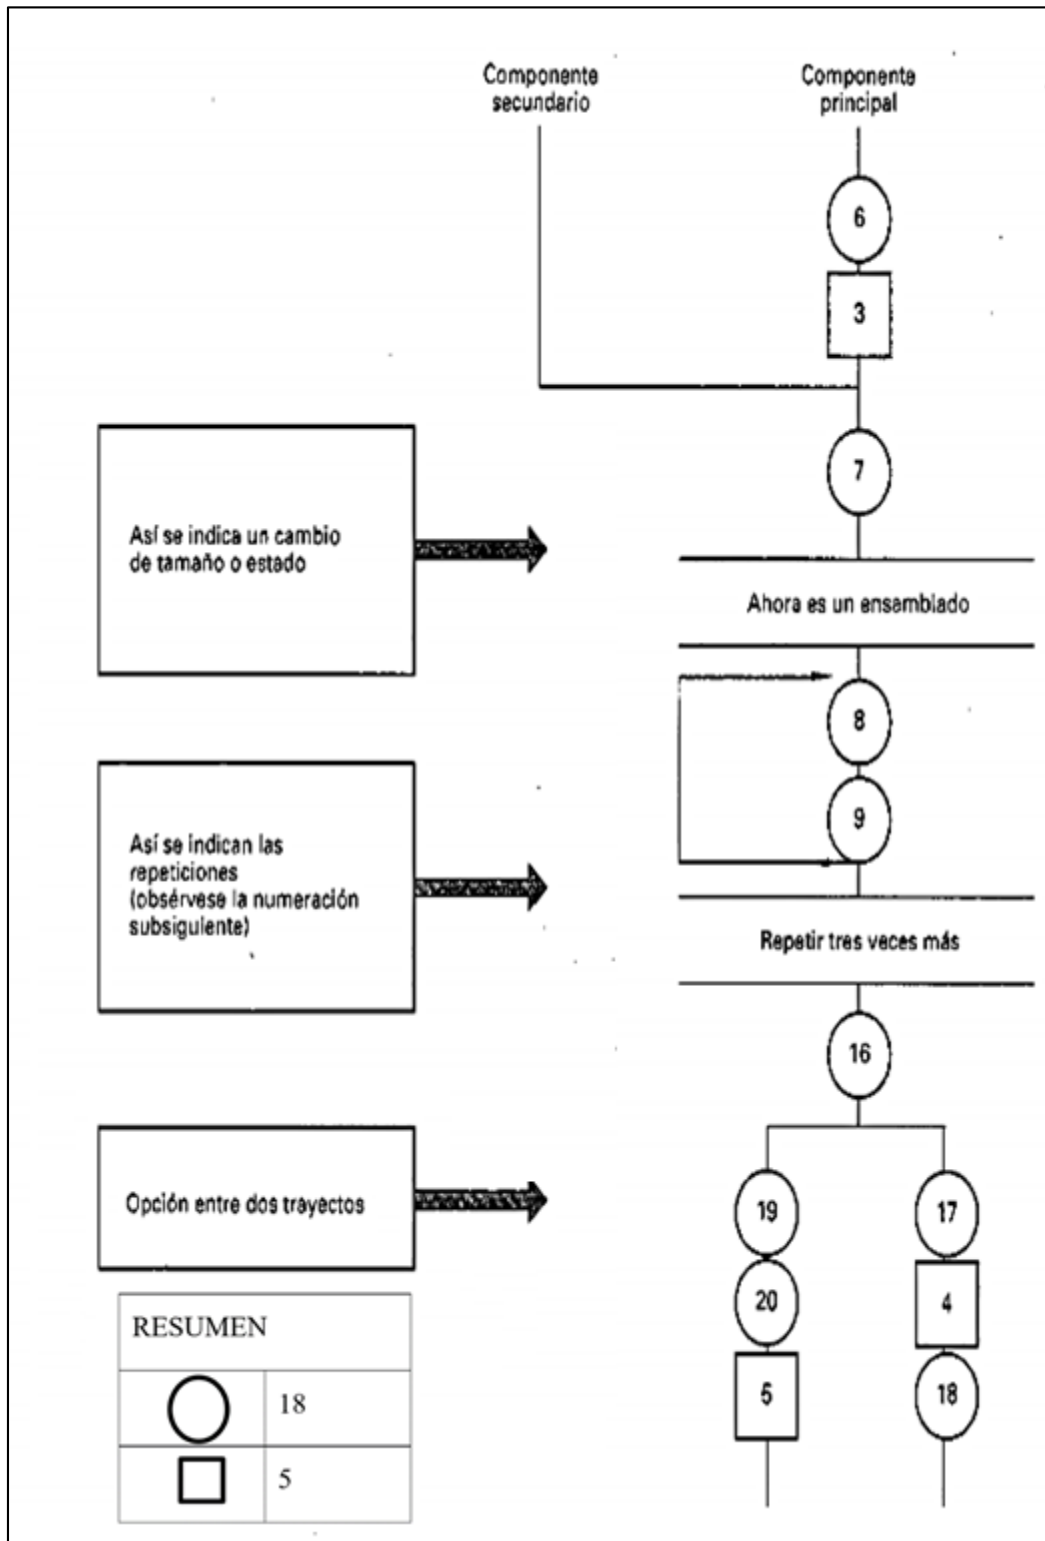 Componente
secundario
Componente
principal
6
3
7
Así se indica un cambio
de tamaño o estado
Ahora es un ensamblado
8
9
Así se indican las
repeticiones
(obsérvese la numeración
subsiguiente)
Repetir tres veces más
16
Opción entre dos trayectos
19
17
20
4
5
18
RESUMEN
18
5